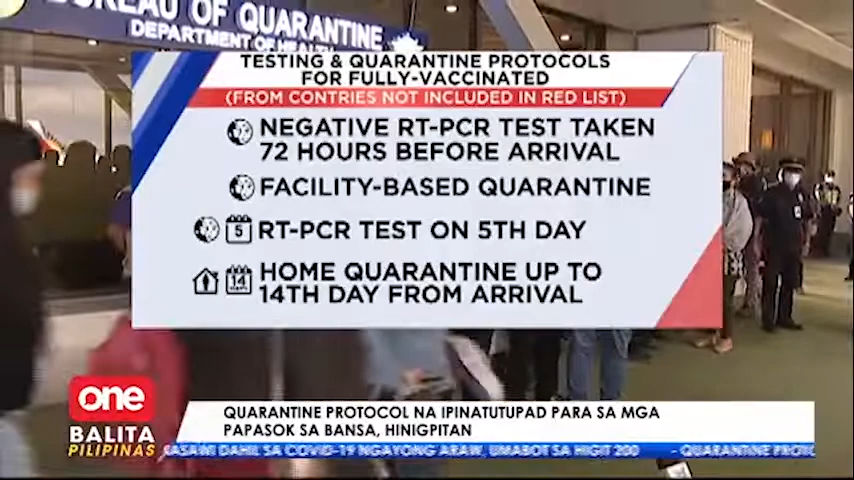 BUREAU OF QUARANTINE
DEPARTMENT OF HEALTH
TESTING & QUARANTINE PROTOCOLS
FOR FULLY-VACCINATED
(FROM CONTRIES NOT INCLUDED IN RED LIST)
NEGATIVE RT-PCR TEST TAKEN
72 HOURS BEFORE ARRIVAL
FACILITY-BASED QUARANTINE
5
RT-PCR TEST ON 5TH DAY
14
HOME QUARANTINE UP TO
14TH DAY FROM ARRIVAL
one
BALITA
PILIPINAS
QUARANTINE PROTOCOL NA IPINATUTUPAD PARA SA MGA
PAPASOK SA BANSA, HINIGPITAN
KASAWI DAHIL SA COVID-19 NGAYONG ARAW, UMABOT SA HIGIT 200 - QUARANTINE PROTOC